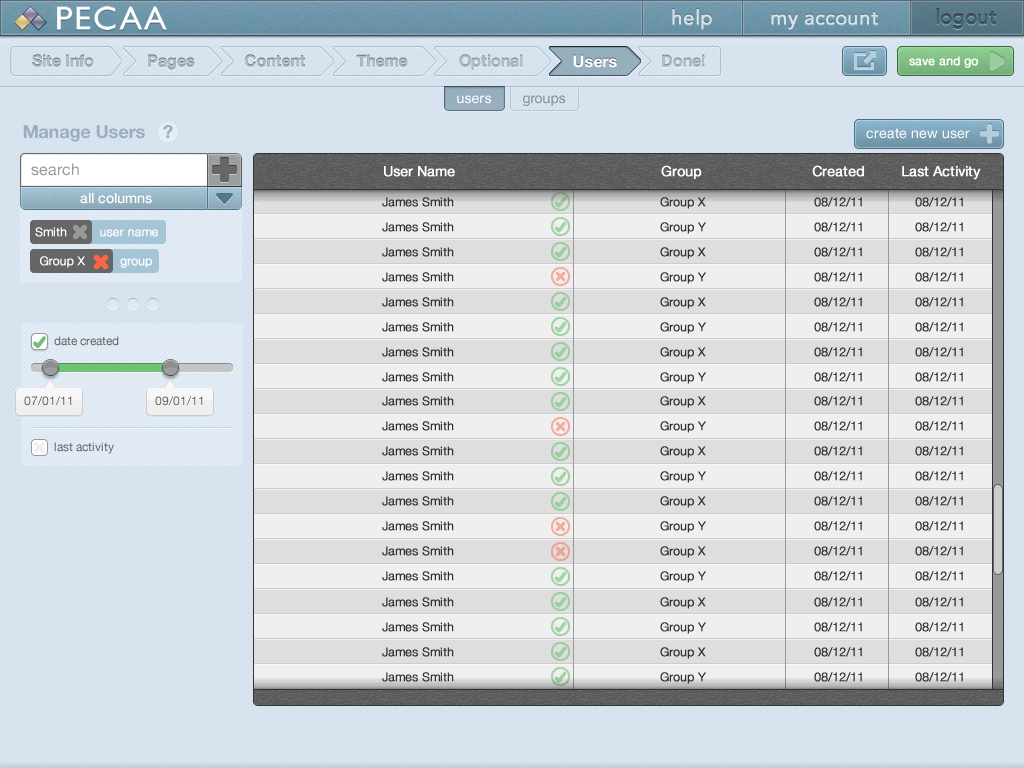 PECAA help my account logout
Site Info Pages Content Theme Optional Users Done! save and go
users groups
Manage Users ? create new user
search
all columns
Smith user name
Group X group
date created
07/01/11 09/01/11
last activity
User Name Group Created Last Activity
James Smith Group X 08/12/11 08/12/11
James Smith Group Y 08/12/11 08/12/11
James Smith Group X 08/12/11 08/12/11
James Smith Group Y 08/12/11 08/12/11
James Smith Group X 08/12/11 08/12/11
James Smith Group Y 08/12/11 08/12/11
James Smith Group X 08/12/11 08/12/11
James Smith Group Y 08/12/11 08/12/11
James Smith Group X 08/12/11 08/12/11
James Smith Group Y 08/12/11 08/12/11
James Smith Group X 08/12/11 08/12/11
James Smith Group Y 08/12/11 08/12/11
James Smith Group X 08/12/11 08/12/11
James Smith Group Y 08/12/11 08/12/11
James Smith Group X 08/12/11 08/12/11
James Smith Group Y 08/12/11 08/12/11
James Smith Group X 08/12/11 08/12/11
James Smith Group Y 08/12/11 08/12/11
James Smith Group X 08/12/11 08/12/11
James Smith Group Y 08/12/11 08/12/11